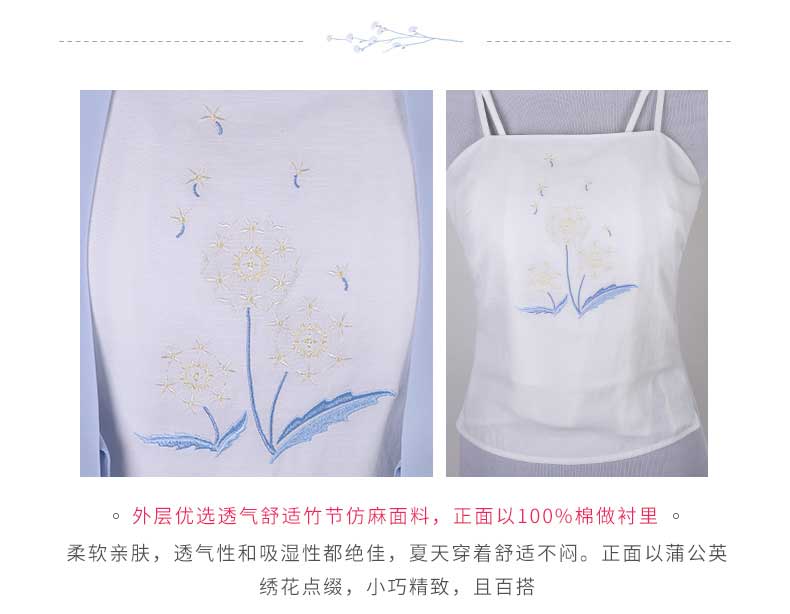 。外层优选透气舒适竹节仿麻面料，正面以100%棉做衬里。
柔软亲肤，透气性和吸湿性都绝佳，夏天穿着舒适不闷。正面以蒲公英
绣花点缀，小巧精致，且百搭